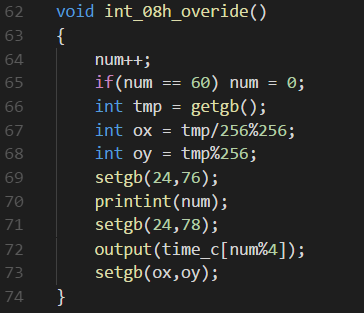 62 void int_08h_overide()
63 {
64 num++;
65 if(num == 60) num = 0;
66 int tmp = getgb();
67 int ox = tmp/256%256;
68 int oy = tmp%256;
69 setgb(24,76);
70 printint(num);
71 setgb(24,78);
72 output(time_c[num%4]);
73 setgb(ox,oy);
74 }